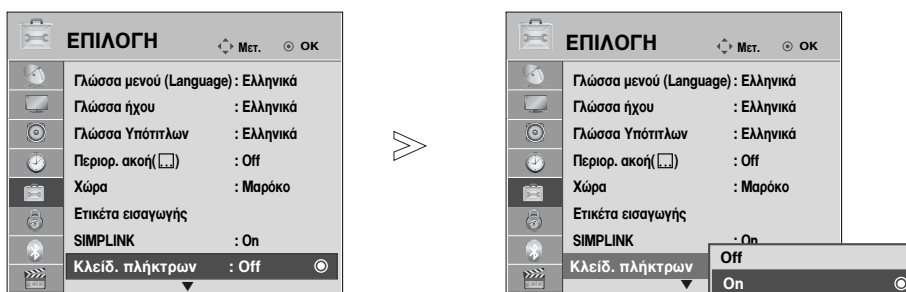 ΕΠΙΛΟΓΗ Μετ. OK
Γλώσσα μενού (Language) : Ελληνικά
Γλώσσα ήχου : Ελληνικά
Γλώσσα Υπότιτλων : Ελληνικά
Περιορ. ακοή( ) : Off
Χώρα : Μαρόκο
Ετικέτα εισαγωγής
SIMPLINK : On
Κλείδ. πλήκτρων : Off
ΕΠΙΛΟΓΗ Μετ. OK
Γλώσσα μενού (Language) : Ελληνικά
Γλώσσα ήχου : Ελληνικά
Γλώσσα Υπότιτλων : Ελληνικά
Περιορ. ακοή( ) : Off
Χώρα : Μαρόκο
Ετικέτα εισαγωγής
SIMPLINK : On
Κλείδ. πλήκτρων
Off
On